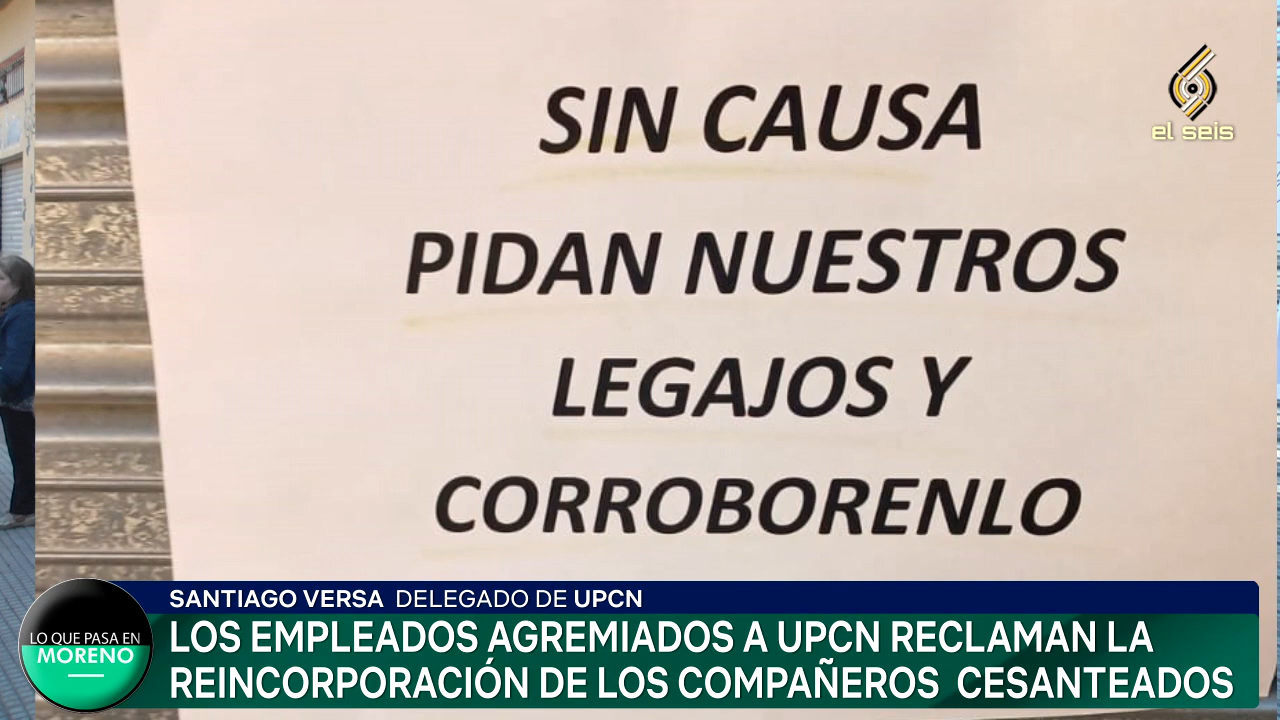 el seis
SIN CAUSA
PIDAN NUESTROS
LEGAJOS Y
CORROBORENLO
SANTIAGO VERSA DELEGADO DE UPCN
LO QUE PASA EN
MORENO
LOS EMPLEADOS AGREMIADOS A UPCN RECLAMAN LA
REINCORPORACIÓN DE LOS COMPAÑEROS CESANTEADOS